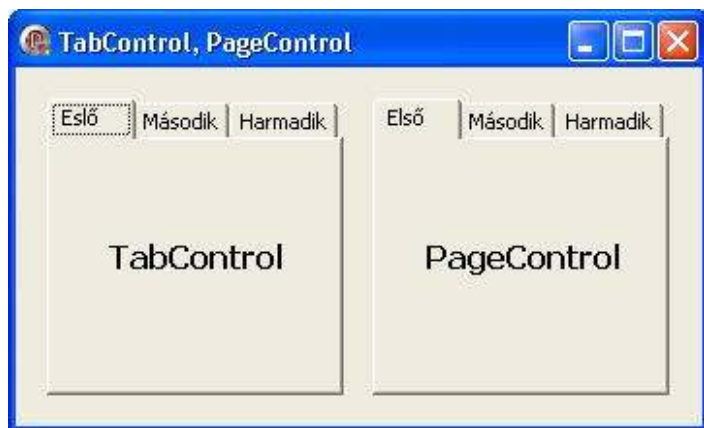 TabControl, PageControl
Eslő Második Harmadik
Első Második Harmadik
TabControl
PageControl